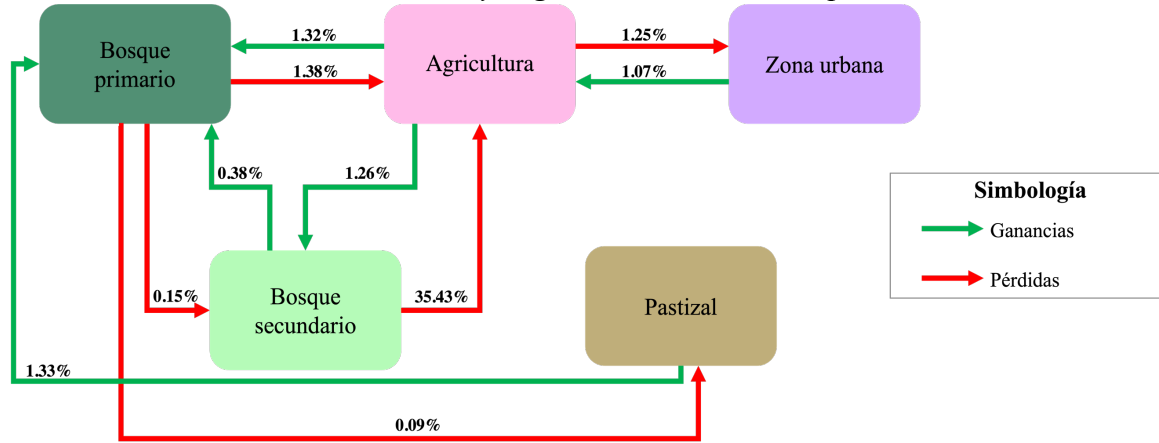 Bosque
primario
1.32%
1.38%
Agricultura
1.25%
1.07%
Zona urbana
0.38%
1.26%
Simbología
Ganancias
Pérdidas
0.15%
Bosque
secundario
35.43%
Pastizal
1.33%
0.09%